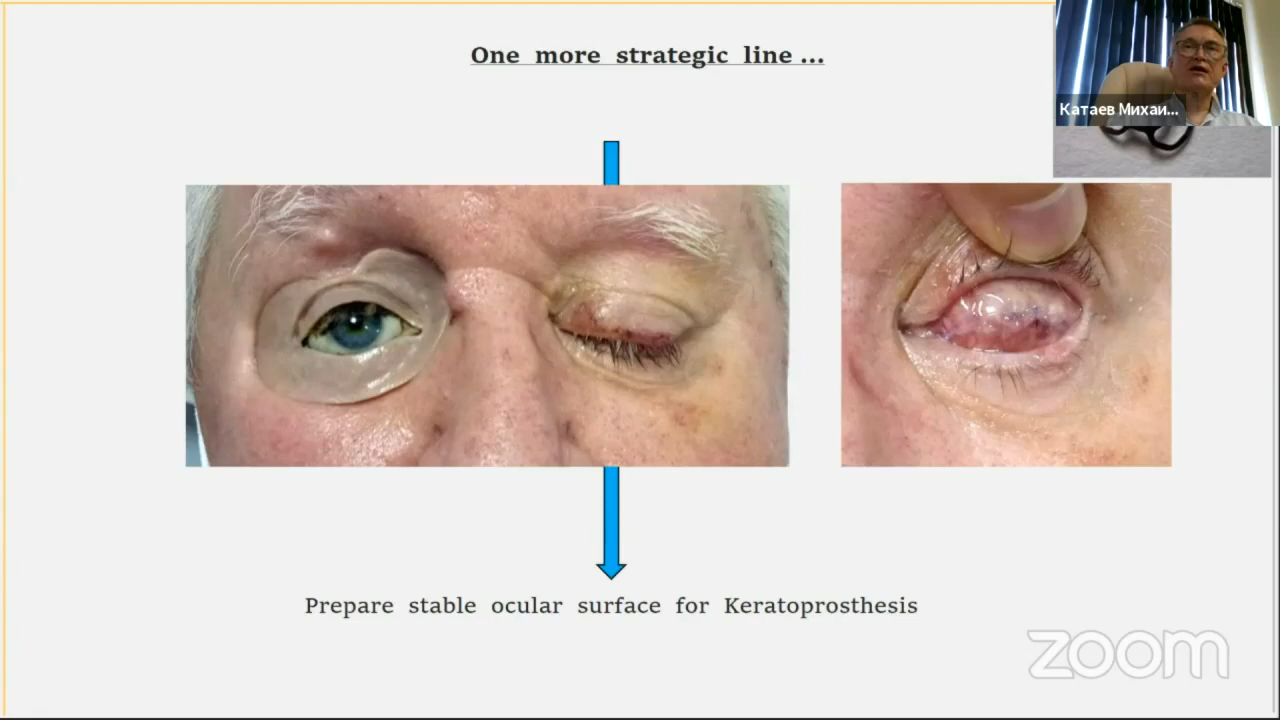 One more strategic line ...
Катаев Михаи...
Prepare stable ocular surface for Keratoprosthesis
zoom